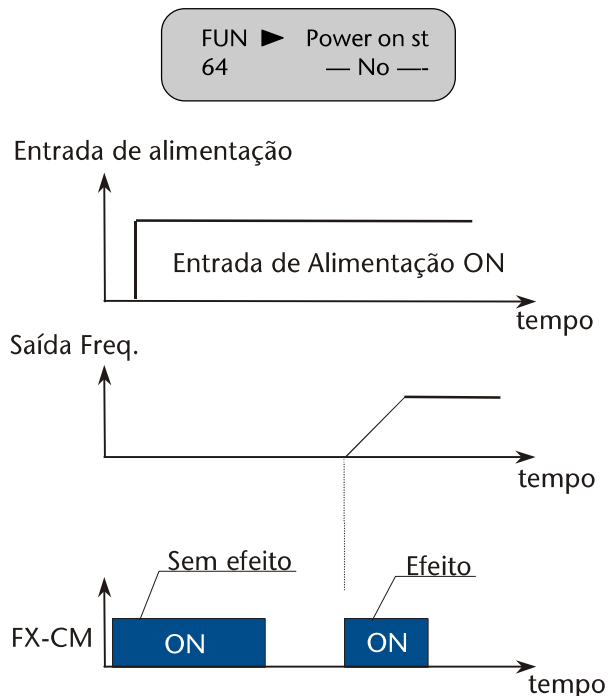 FUN ► Power on st
64 — No —-
Entrada de alimentação
Entrada de Alimentação ON
tempo
Saída Freq.
tempo
Sem efeito
Efeito
FX-CM
ON
ON
tempo